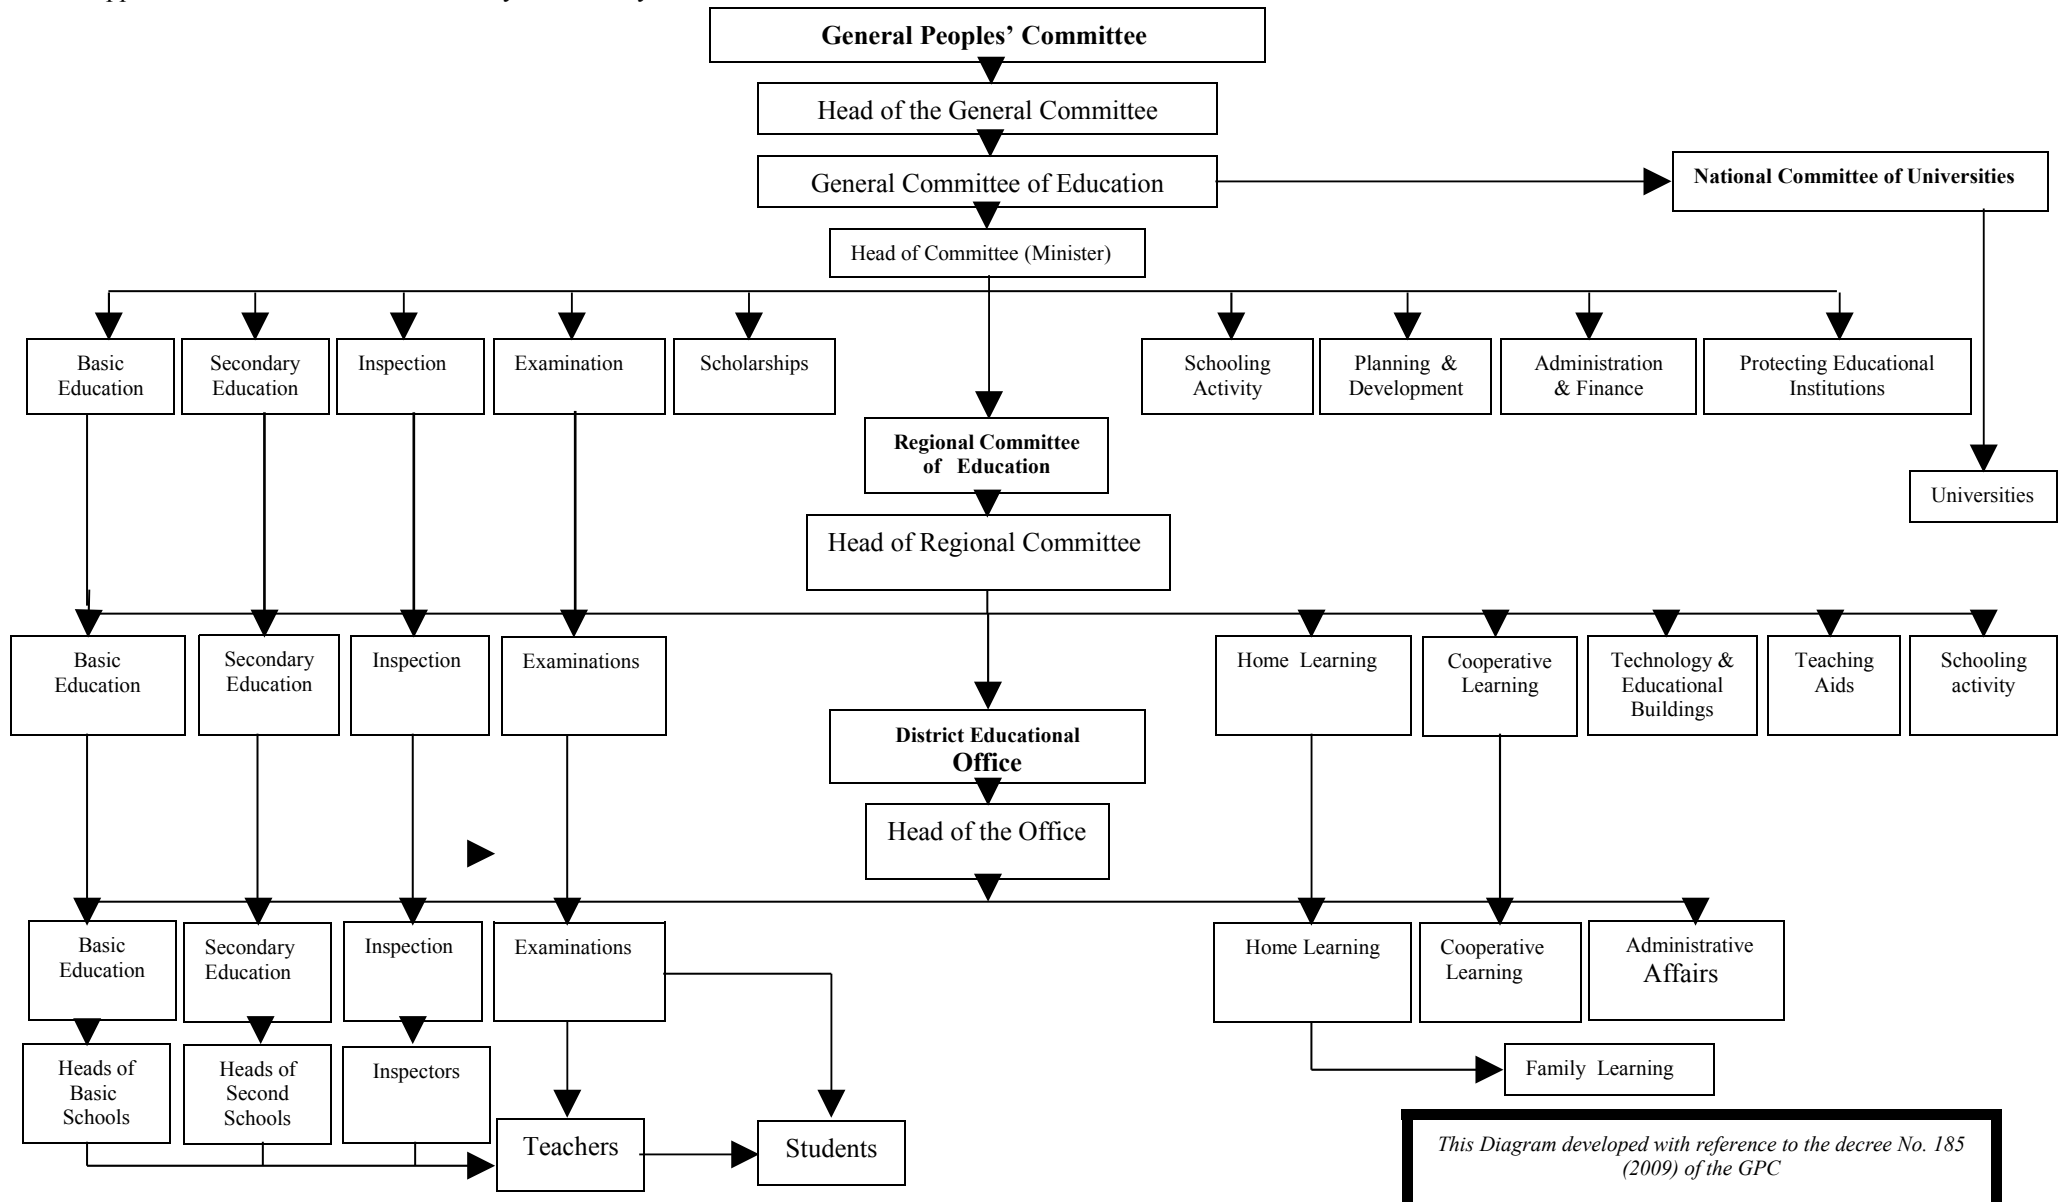 General Peoples' Committee
Head of the General Committee
General Committee of Education
National Committee of Universities
Head of Committee (Minister)
Basic
Education
Secondary
Education
Inspection
Examination
Scholarships
Schooling
Activity
Planning &
Development
Administration
& Finance
Protecting Educational
Institutions
Regional Committee
of Education
Universities
Head of Regional Committee
Basic
Education
Secondary
Education
Inspection
Examinations
Home Learning
Cooperative
Learning
Technology &
Educational
Buildings
Teaching
Aids
Schooling
activity
District Educational
Office
Head of the Office
Basic
Education
Secondary
Education
Inspection
Examinations
Home Learning
Cooperative
Learning
Administrative
Affairs
Heads of
Basic
Schools
Heads of
Second
Schools
Inspectors
Family Learning
Teachers
Students
This Diagram developed with reference to the decree No. 185
(2009) of the GPC